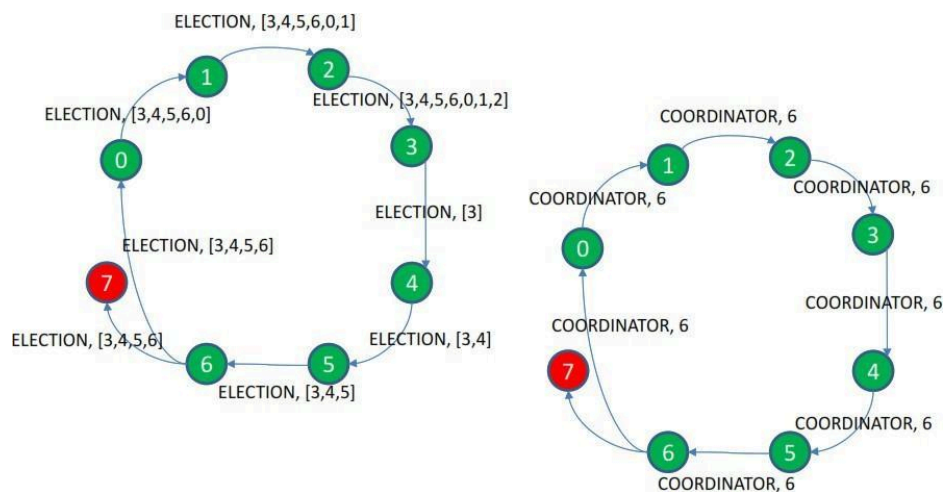 ELECTION, [3,4,5,6,0,1]
1
2
ELECTION, [3,4,5,6,0,1,2]
ELECTION, [3,4,5,6,0]
3
0
ELECTION, [3]
ELECTION, [3,4,5,6]
7
4
ELECTION, [3,4,5,6]
ELECTION, [3,4]
6
5
ELECTION, [3,4,5]
COORDINATOR, 6
1
2
COORDINATOR, 6
COORDINATOR, 6
3
0
COORDINATOR, 6
COORDINATOR, 6
7
4
COORDINATOR, 6
6
5
COORDINATOR, 6